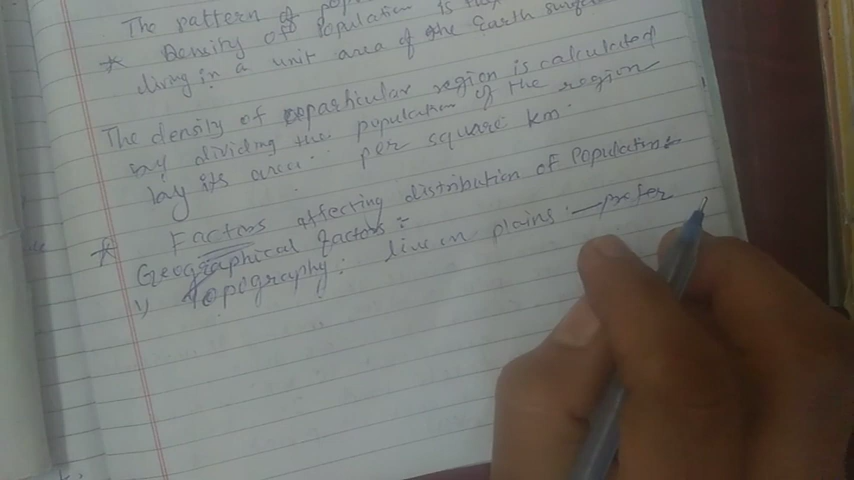 The pattern of
* Density of Population is
living in a unit area of the Earth
The density of particular region is calculated
by dividing the population of the region
by its area. per square km.
* Factors affecting distribution of Population:-
Geographical factors:
1) Topography: live in plains. — prefer